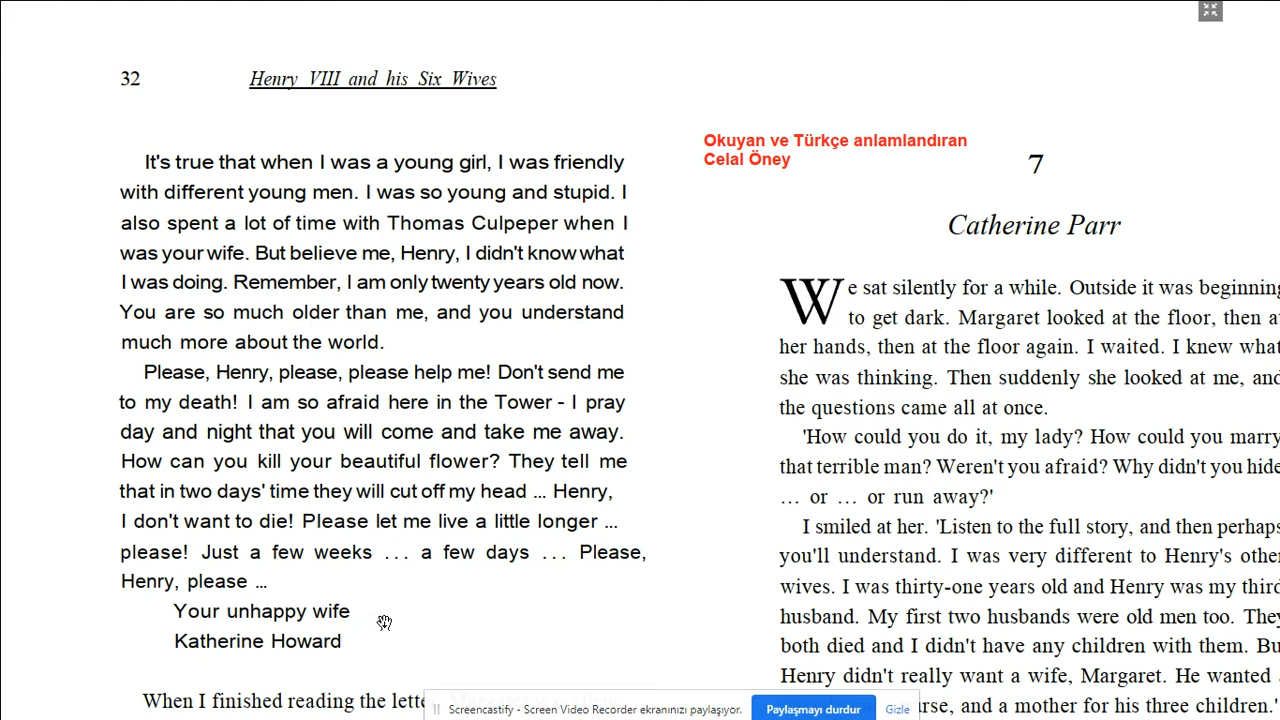 32 Henry VIII and his Six Wives
It's true that when I was a young girl, I was friendly
with different young men. I was so young and stupid. I
also spent a lot of time with Thomas Culpeper when I
was your wife. But believe me, Henry, I didn't know what
I was doing. Remember, I am only twenty years old now.
You are so much older than me, and you understand
much more about the world.
Please, Henry, please, please help me! Don't send me
to my death! I am so afraid here in the Tower - I pray
day and night that you will come and take me away.
How can you kill your beautiful flower? They tell me
that in two days' time they will cut off my head ... Henry,
I don't want to die! Please let me live a little longer ...
please! Just a few weeks ... a few days ... Please,
Henry, please ...
Your unhappy wife
Katherine Howard
When I finished reading the lette
Okuyan ve Türkçe anlamlandıran
Celal Öney
7
Catherine Parr
We sat silently for a while. Outside it was beginning
to get dark. Margaret looked at the floor, then at
her hands, then at the floor again. I waited. I knew what
she was thinking. Then suddenly she looked at me, and
the questions came all at once.
'How could you do it, my lady? How could you marry
that terrible man? Weren't you afraid? Why didn't you hide
... or ... or run away?'
I smiled at her. 'Listen to the full story, and then perhaps
you'll understand. I was very different to Henry's other
wives. I was thirty-one years old and Henry was my third
husband. My first two husbands were old men too. They
both died and I didn't have any children with them. Bu
Henry didn't really want a wife, Margaret. He wanted
urse, and a mother for his three children.'
Screencastify - Screen Video Recorder ekranınızı paylaşıyor.
Paylaşmayı durdur
Gizle